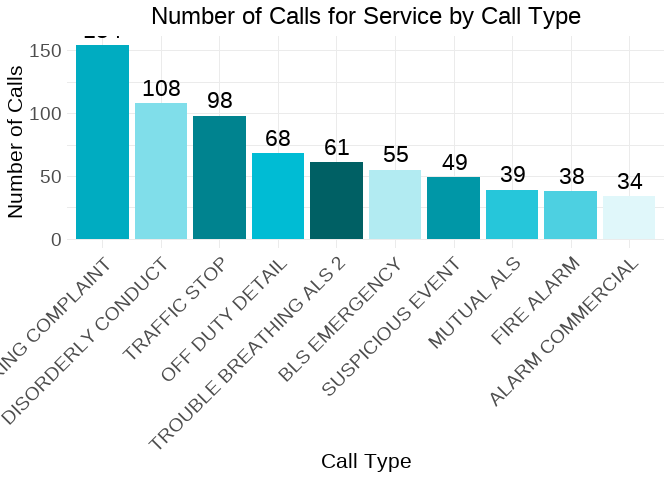 Number of Calls for Service by Call Type
Number of Calls
150
100
50
0
108
98
68
61
55
49
39
38
34
COMPLAINT
DISORDERLY CONDUCT
TRAFFIC STOP
OFF DUTY DETAIL
TROUBLE BREATHING ALS 2
BLS EMERGENCY
SUSPICIOUS EVENT
MUTUAL ALS
FIRE ALARM
ALARM COMMERCIAL
Call Type